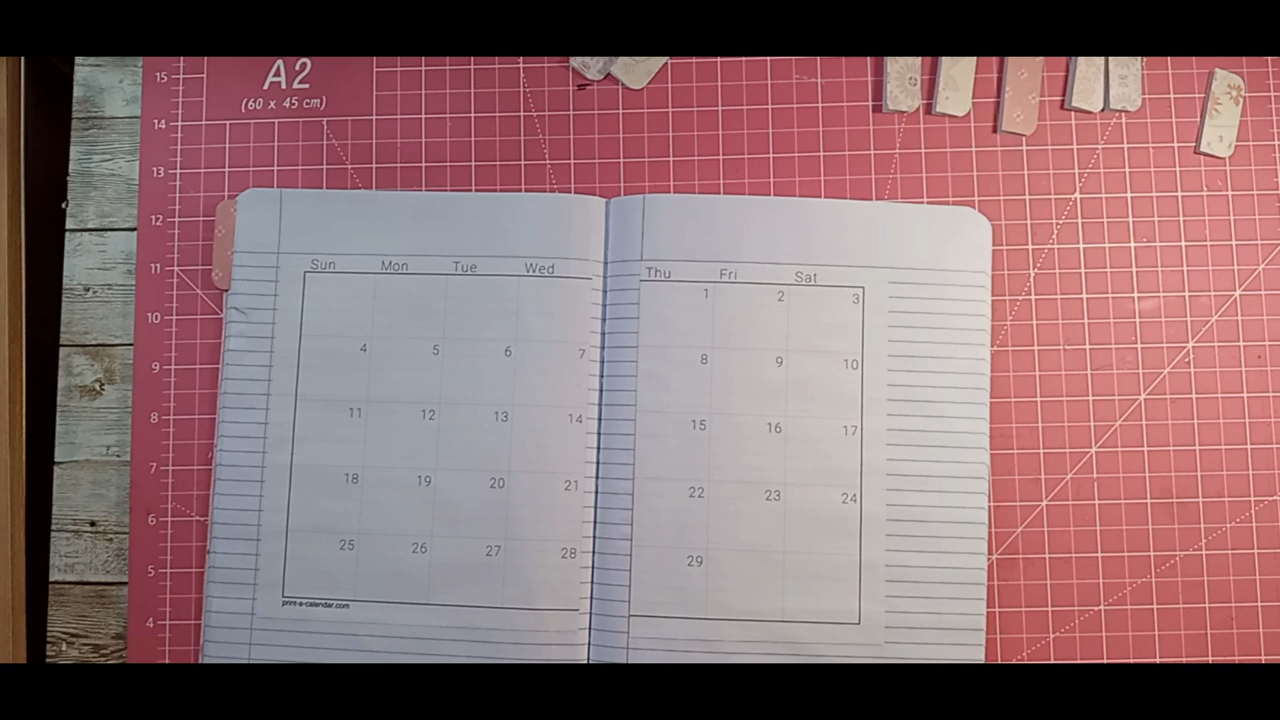 A2
(60 x 45 cm)
15
14
13
12
11
10
9
8
7
6
5
4
Sun Mon Tue Wed Thu Fri Sat
1 2 3
4 5 6 7 8 9 10
11 12 13 14 15 16 17
18 19 20 21 22 23 24
25 26 27 28 29
print-a-calendar.com